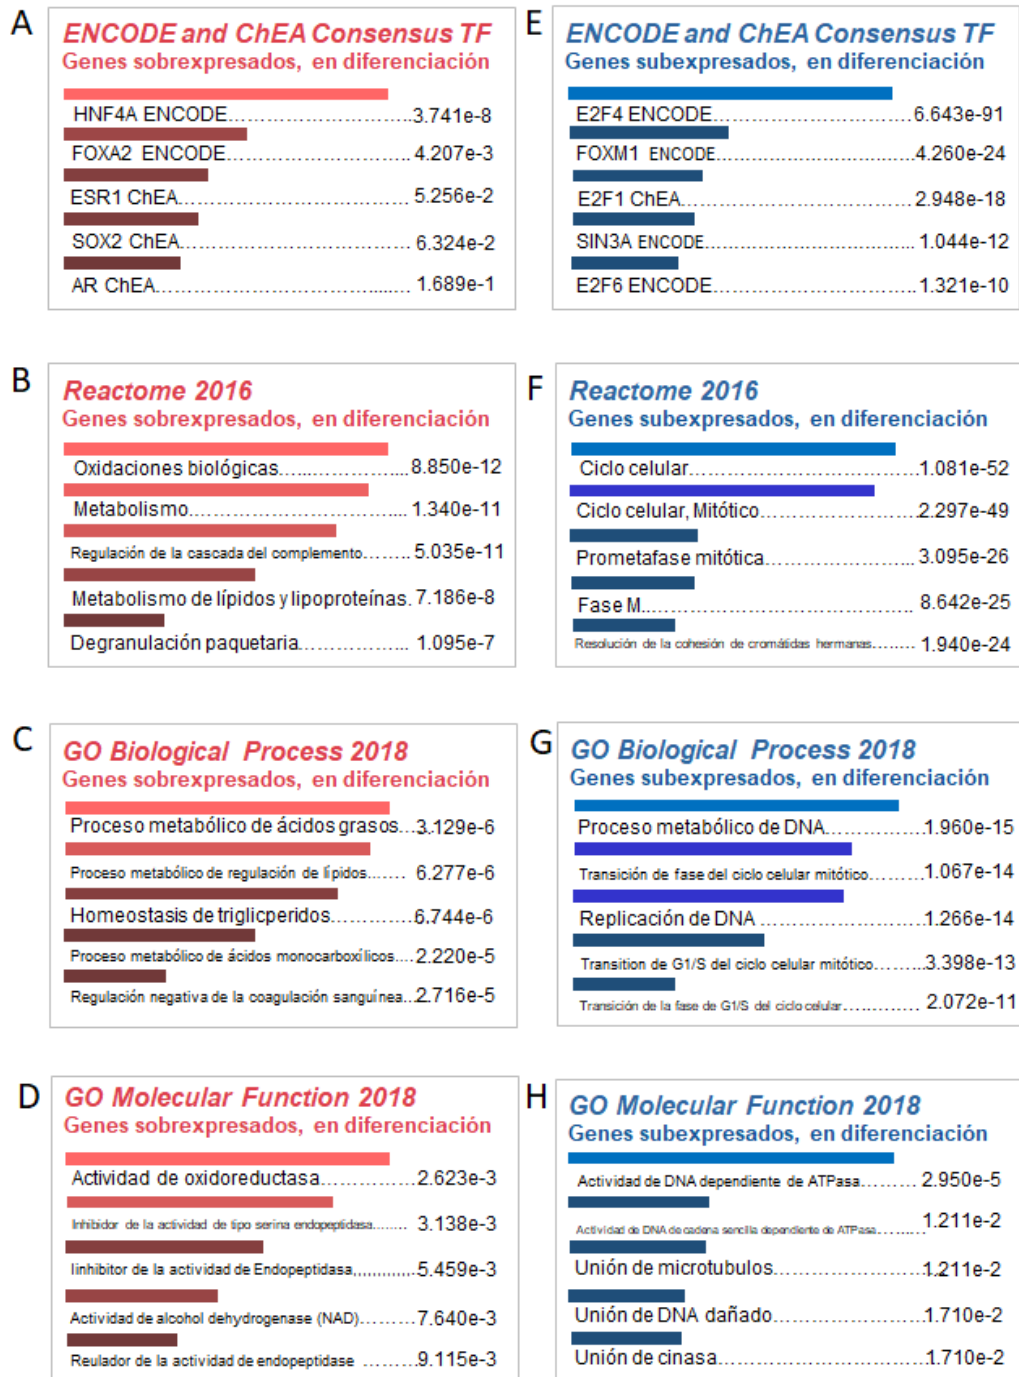 A
ENCODE and ChEA Consensus TF
Genes sobrexpresados, en diferenciación
HNF4A ENCODE 3.741e-8
FOXA2 ENCODE 4.207e-3
ESR1 ChEA 5.256e-2
SOX2 ChEA 6.324e-2
AR ChEA 1.689e-1
B
Reactome 2016
Genes sobrexpresados, en diferenciación
Oxidaciones biológicas 8.850e-12
Metabolismo 1.340e-11
Regulación de la cascada del complemento 5.035e-11
Metabolismo de lípidos y lipoproteínas. 7.186e-8
Degranulación paquetaria 1.095e-7
C
GO Biological Process 2018
Genes sobrexpresados, en diferenciación
Proceso metabólico de ácidos grasos 3.129e-6
Proceso metabólico de regulación de lípidos 6.277e-6
Homeostasis de triglicperidos 6.744e-6
Proceso metabólico de ácidos monocarboxílicos 2.220e-5
Regulación negativa de la coagulación sanguínea 2.716e-5
D
GO Molecular Function 2018
Genes sobrexpresados, en diferenciación
Actividad de oxidoreductasa 2.623e-3
Inhibidor de la actividad de tipo serina endopeptidasa 3.138e-3
Iinhibitor de la actividad de Endopeptidasa 5.459e-3
Actividad de alcohol dehydrogenase (NAD) 7.640e-3
Reulador de la actividad de endopeptidase 9.115e-3
E
ENCODE and ChEA Consensus TF
Genes subexpresados, en diferenciación
E2F4 ENCODE 6.643e-91
FOXM1 ENCODE 4.260e-24
E2F1 ChEA 2.948e-18
SIN3A ENCODE 1.044e-12
E2F6 ENCODE 1.321e-10
F
Reactome 2016
Genes subexpresados, en diferenciación
Ciclo celular 1.081e-52
Ciclo celular, Mitótico 2.297e-49
Prometafase mitótica 3.095e-26
Fase M 8.642e-25
Resolución de la cohesión de cromátidas hermanas 1.940e-24
G
GO Biological Process 2018
Genes subexpresados, en diferenciación
Proceso metabólico de DNA 1.960e-15
Transición de fase del ciclo celular mitótico 1.067e-14
Replicación de DNA 1.266e-14
Transition de G1/S del ciclo celular mitótico 3.398e-13
Transición de la fase de G1/S del ciclo celular 2.072e-11
H
GO Molecular Function 2018
Genes subexpresados, en diferenciación
Actividad de DNA dependiente de ATPasa 2.950e-5
Actividad de DNA de cadena sencilla dependiente de ATPasa 1.211e-2
Unión de microtubulos 1.211e-2
Unión de DNA dañado 1.710e-2
Unión de cinasa 1.710e-2